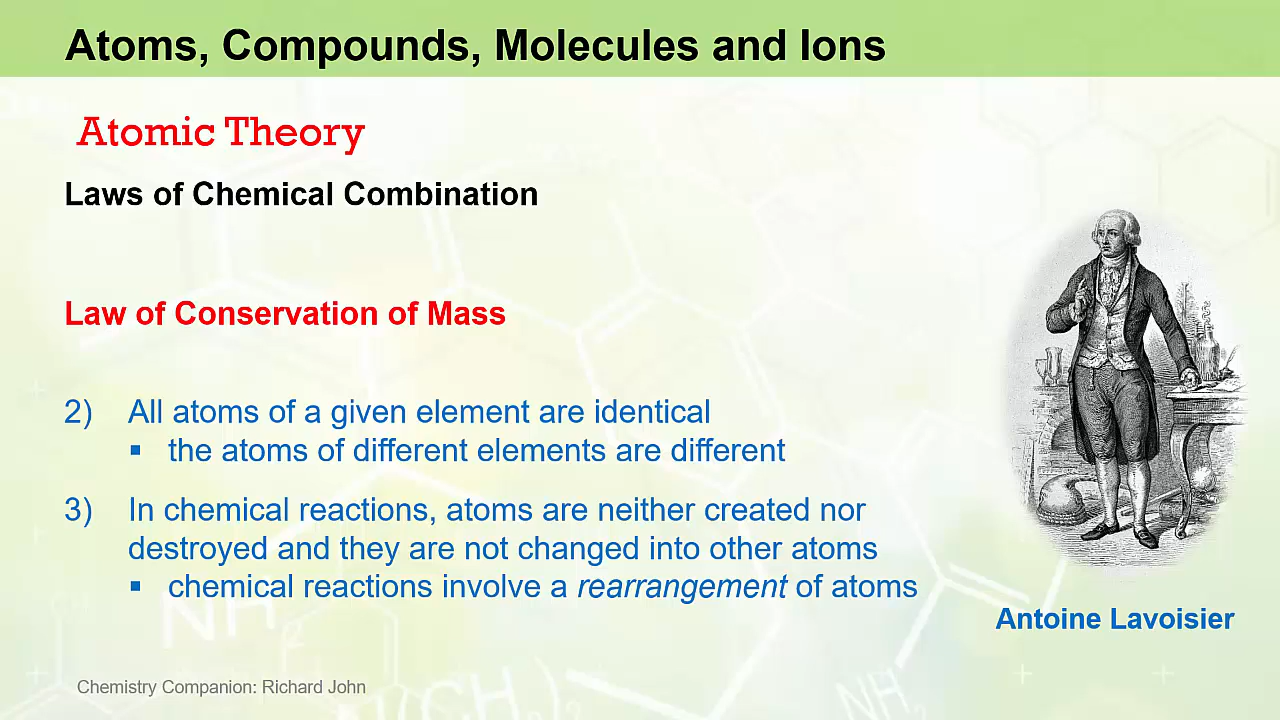 Atoms, Compounds, Molecules and Ions
Atomic Theory
Laws of Chemical Combination
Law of Conservation of Mass
2) All atoms of a given element are identical
▪ the atoms of different elements are different
3) In chemical reactions, atoms are neither created nor
destroyed and they are not changed into other atoms
▪ chemical reactions involve a rearrangement of atoms
Antoine Lavoisier
Chemistry Companion: Richard John
NH2
NH